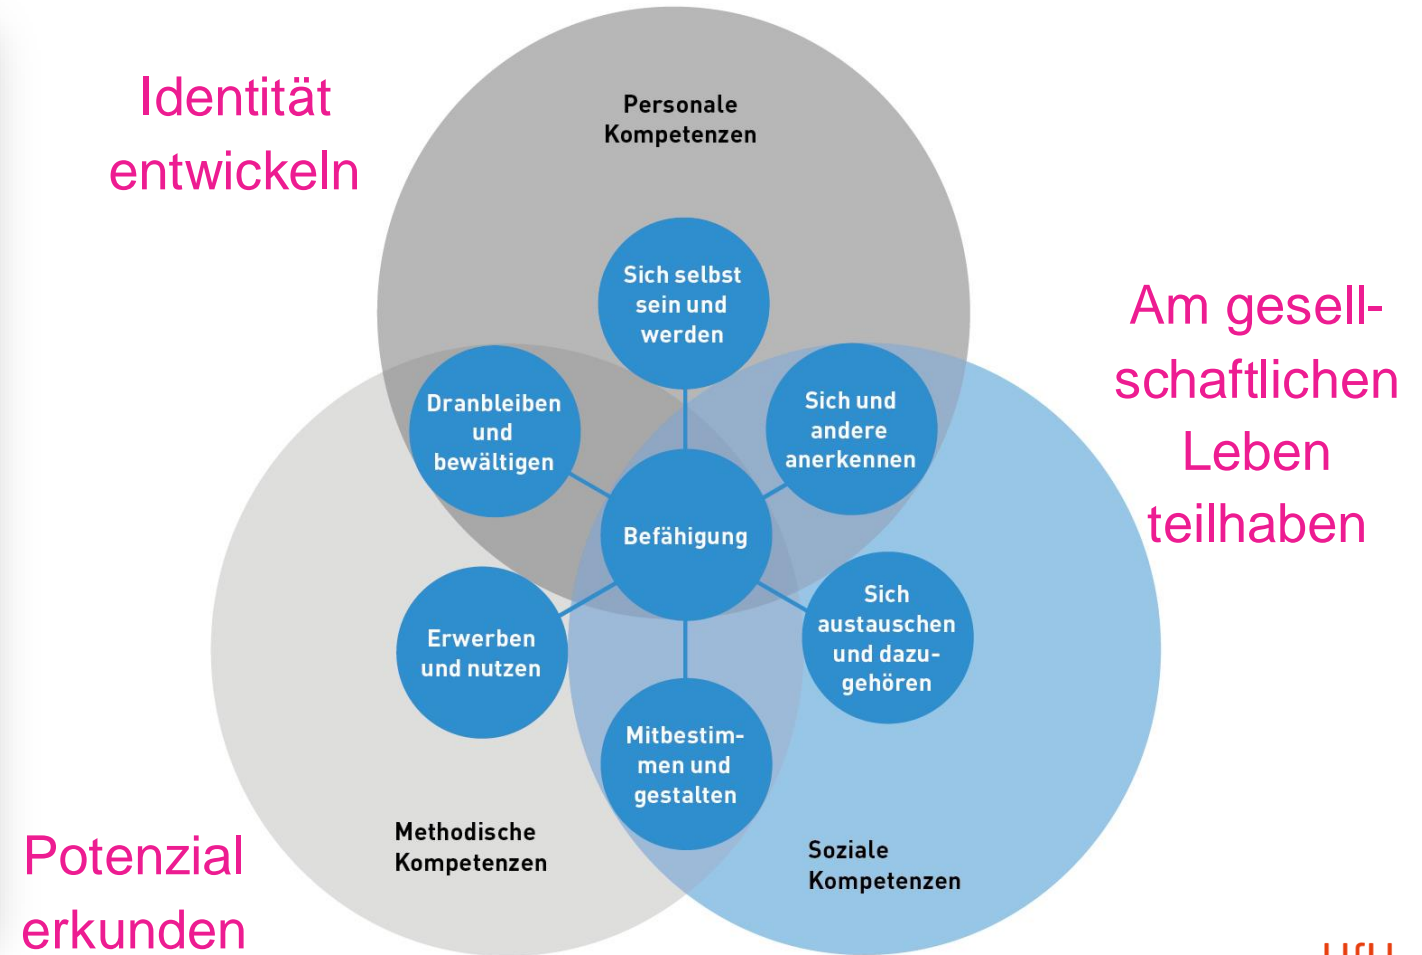 Identität
entwickeln
Personale
Kompetenzen
Sich selbst
sein und
werden
Am gesell-
schaftlichen
Leben
teilhaben
Dranbleiben
und
bewältigen
Sich und
andere
anerkennen
Befähigung
Erwerben
und nutzen
Sich
austauschen
und dazu-
gehören
Mitbestim-
men und
gestalten
Methodische
Kompetenzen
Soziale
Kompetenzen
Potenzial
erkunden